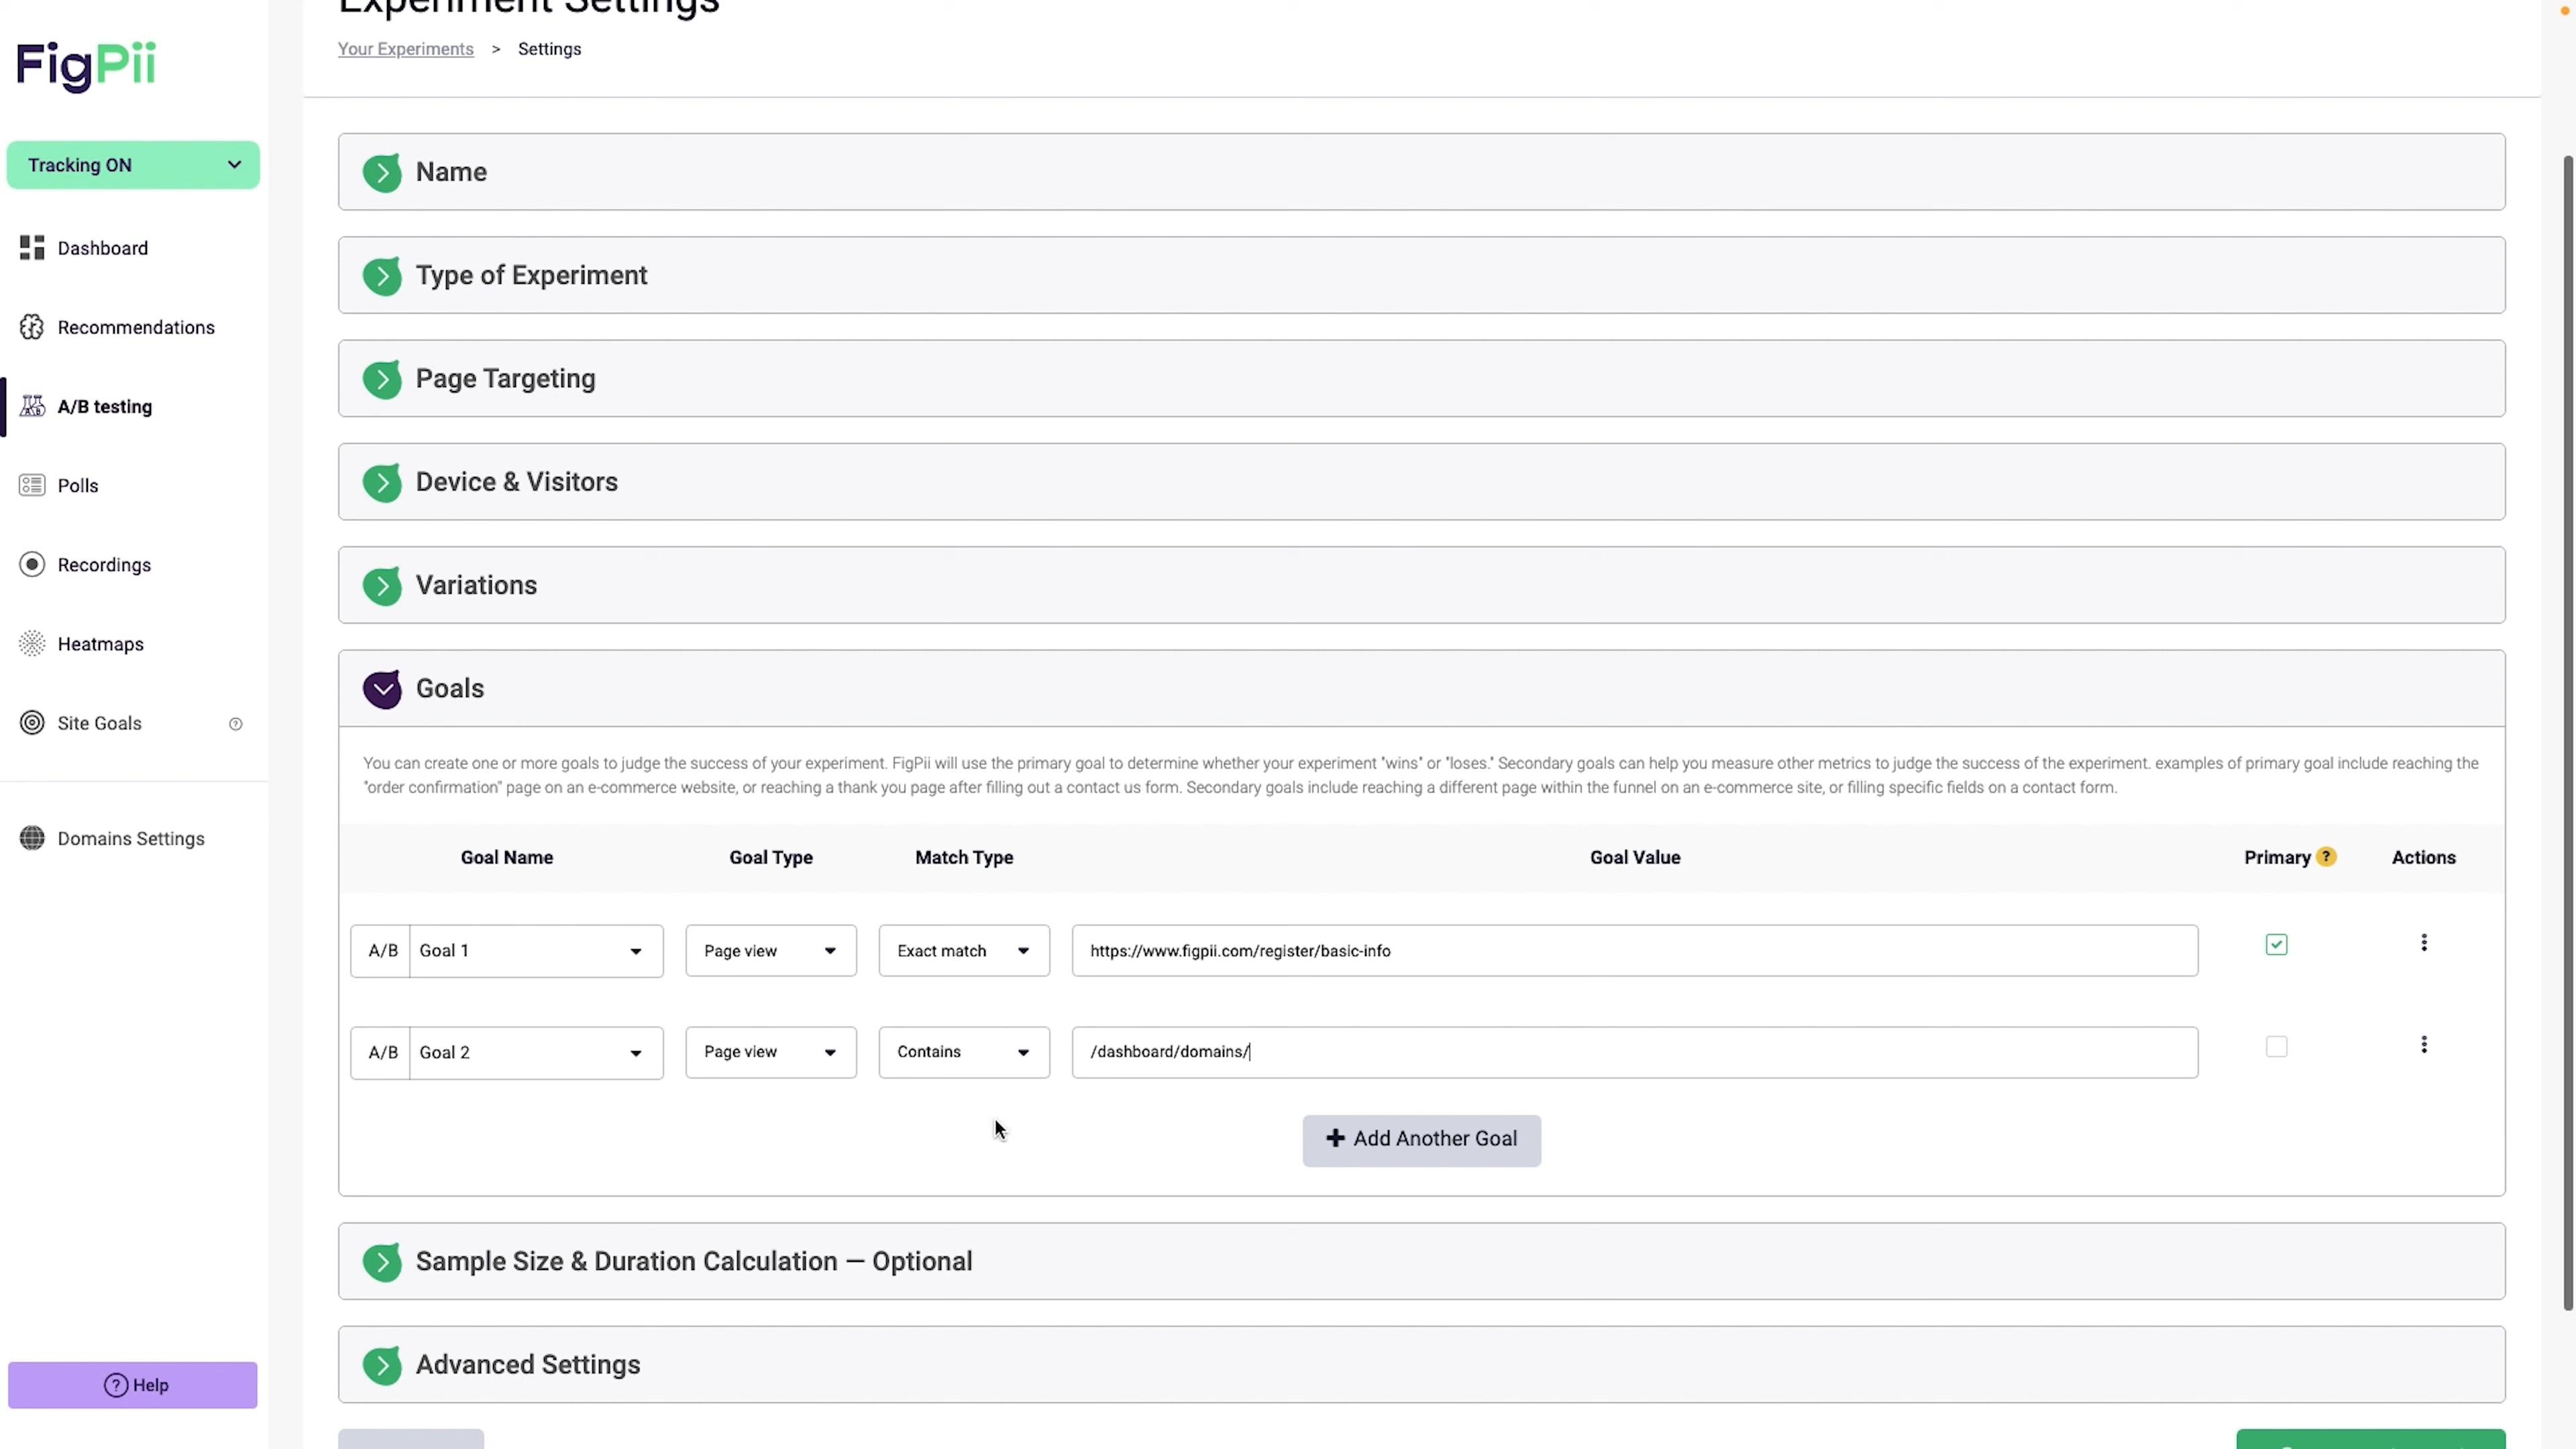 Experiment Settings
Your Experiments > Settings
FigPii
Tracking ON
Dashboard
Recommendations
A/B testing
Polls
Recordings
Heatmaps
Site Goals
Domains Settings
Help
Name
Type of Experiment
Page Targeting
Device & Visitors
Variations
Goals
You can create one or more goals to judge the success of your experiment. FigPii will use the primary goal to determine whether your experiment "wins" or "loses." Secondary goals can help you measure other metrics to judge the success of the experiment. examples of primary goal include reaching the
"order confirmation" page on an e-commerce website, or reaching a thank you page after filling out a contact us form. Secondary goals include reaching a different page within the funnel on an e-commerce site, or filling specific fields on a contact form.
Goal Name Goal Type Match Type Goal Value Primary ? Actions
A/B Goal 1 Page view Exact match https://www.figpii.com/register/basic-info
A/B Goal 2 Page view Contains /dashboard/domains/
+ Add Another Goal
Sample Size & Duration Calculation — Optional
Advanced Settings